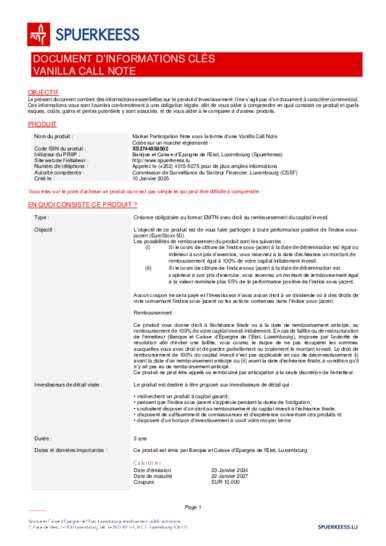 SPUERKEESS
DOCUMENT D'INFORMATIONS CLÉS
VANILLA CALL NOTE
OBJECTIF
Le présent document contient des informations essentielles sur le produit d'investissement. Il ne s'agit pas d'un document à caractère commercial.
Ces informations vous sont fournies conformément à une obligation légale, afin de vous aider à comprendre en quoi consiste ce produit et quels
risques, coûts, gains et pertes potentiels y sont associés, et de vous aider à le comparer à d'autres produits.
PRODUIT
Nom du produit : Market Participation Note sous la forme d'une Vanilla Call Note
Cotée sur un marché réglementé
Code ISIN du produit :
Initiateur du PRIIP : Banque et Caisse d'Epargne de l'Etat, Luxembourg (Spuerkeess)
Site web de l'initiateur : http://www.spuerkeess.lu
Numéro de téléphone : Appelez le (+352) 4015-5075 pour de plus amples informations
Autorité compétente : Commission de Surveillance du Secteur Financier, Luxembourg (CSSF)
Créé le : 10 Janvier 2025
Vous êtes sur le point d'acheter un produit qui n'est pas simple et qui peut être difficile à comprendre.
EN QUOI CONSISTE CE PRODUIT ?
Type : Créance obligataire au format EMTN avec droit au remboursement du capital investi.
Objectif : L'objectif de ce produit est de vous faire participer à toute performance positive de l'indice sous-
jacent (EuroStoxx 50).
Les possibilités de remboursement du produit sont les suivantes :
(i) Si le cours de clôture de l'indice sous-jacent à la date de détermination est égal ou
inférieur à son prix d'exercice, vous recevrez à la date d'échéance un montant de
remboursement égal à 100% de votre capital initialement investi.
(ii) Si le cours de clôture de l'indice sous-jacent à la date de détermination est
supérieur à son prix d'exercice, vous recevrez un montant de remboursement égal
à la valeur nominale plus 55% de la performance positive de l'indice sous-jacent.
Aucun coupon ne sera payé et l'investisseur n'aura aucun droit à un dividende ou à des droits de
vote concernant l'indice sous-jacent ou les actions contenues dans l'indice sous-jacent.
Remboursement :
Ce produit vous donne droit à l'échéance finale ou à la date de remboursement anticipé, au
remboursement de 100% de votre capital investi initialement. En cas de faillite ou de restructuration
de l'émetteur (Banque et Caisse d'Epargne de l'Etat, Luxembourg), imposée par l'autorité de
résolution afin d'éviter une faillite, vous courez le risque de ne pas récupérer les sommes
auxquelles vous avez droit et de perdre partiellement ou totalement le montant investi. Le droit de
remboursement de 100% du capital investi n'est pas applicable en cas de désinvestissement (i)
avant la date d'un remboursement anticipé ou (ii) avant la date d'échéance finale, à condition qu'il
n'y ait pas eu de remboursement anticipé.
Ce produit ne peut être appelé ou remboursé par anticipation à la seule discrétion de l'émetteur.
Investisseurs de détail visés : Le produit est destiné à être proposé aux investisseurs de détail qui :
• recherchent un produit à capital garanti;
• pensent que l'indice sous-jacent s'apprécie pendant la durée de l'obligation;
• souhaitent disposer d'un droit au remboursement du capital investi à l'échéance finale;
• disposent de suffisamment de connaissances et d'expérience concernant ces produits et
• disposent d'un horizon d'investissement à court voire moyen terme.
Durée : 3 ans
Dates et données importantes : Ce produit est émis par Banque et Caisse d'Epargne de l'Etat, Luxembourg
Calendrier
Date d'émission 23 Janvier 2024
Date de maturité 22 Janvier 2027
Coupure EUR 10.000
Page 1
Banque et Caisse d'Epargne de l'Etat, Luxembourg, établissement public autonome
SPUERKEESS.LU